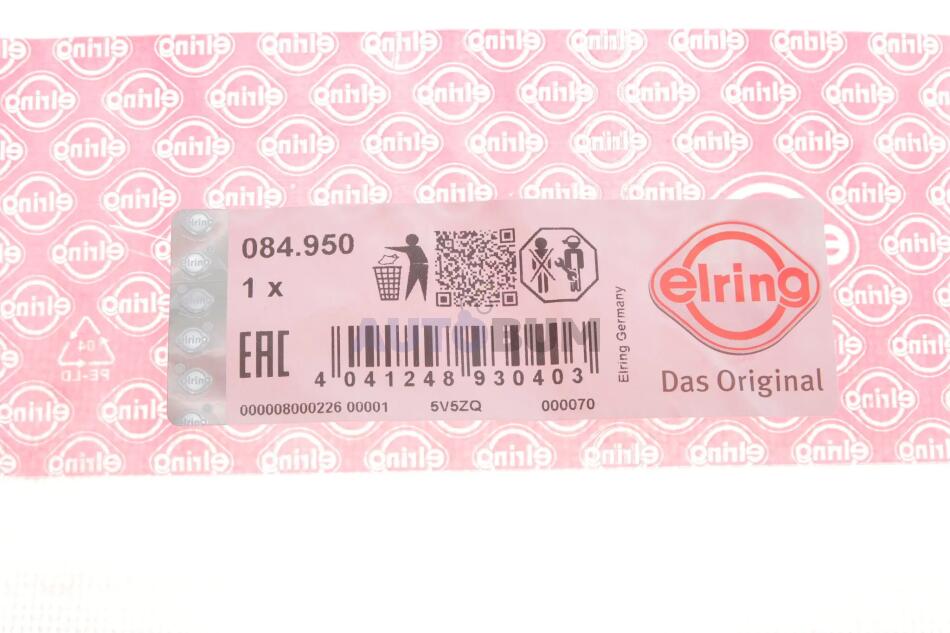 084.950
1 x
EAC
4 041248 930403
000008000226 00001 5V5ZQ 000070
Elring Germany
elring
Das Original
AUTOBUM
04
PE-LD